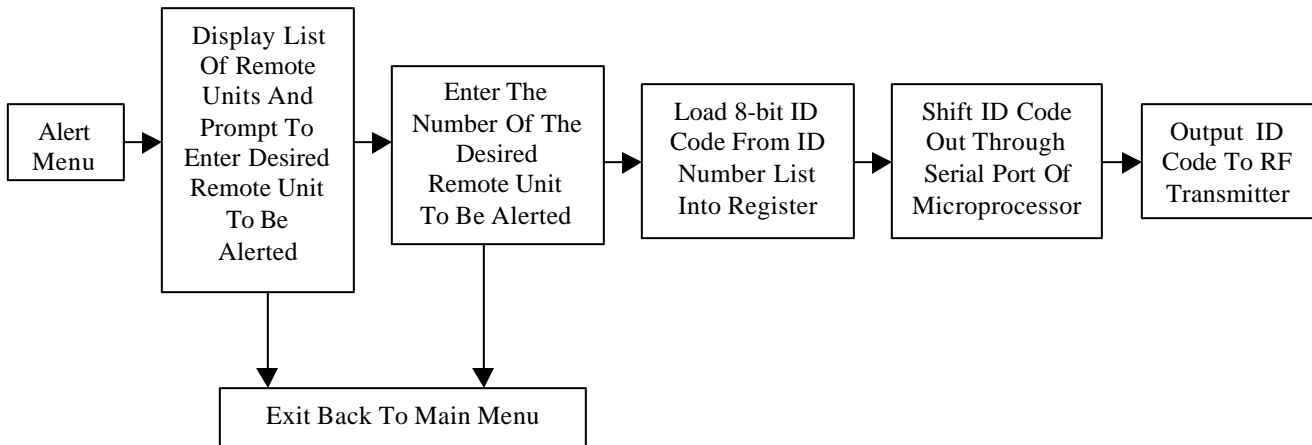 Alert
Menu
Display List
Of Remote
Units And
Prompt To
Enter Desired
Remote Unit
To Be
Alerted
Enter The
Number Of The
Desired
Remote Unit
To Be Alerted
Load 8-bit ID
Code From ID
Number List
Into Register
Shift ID Code
Out Through
Serial Port Of
Microprocessor
Output ID
Code To RF
Transmitter
Exit Back To Main Menu